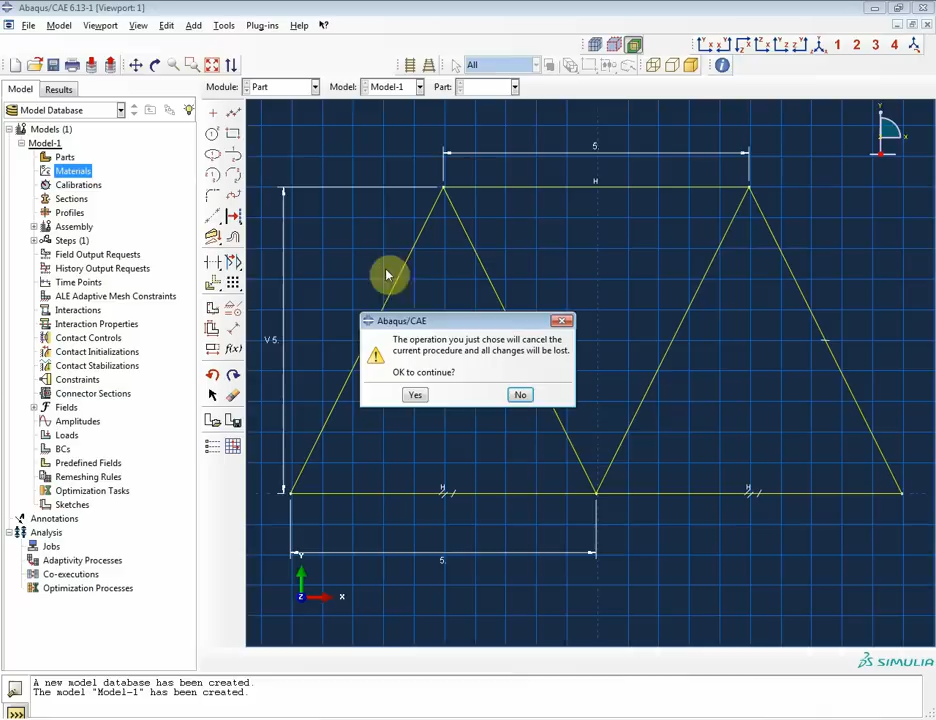 Abaqus/CAE 6.13-1 [Viewport: 1]
File Model Viewport View Edit Add Tools Plug-ins Help
All
1 2 3 4
Model Results
Module: Part Model: Model-1 Part:
Model Database
Models (1)
Model-1
Parts
Materials
Calibrations
Sections
Profiles
Assembly
Steps (1)
Field Output Requests
History Output Requests
Time Points
ALE Adaptive Mesh Constraints
Interactions
Interaction Properties
Contact Controls
Contact Initializations
Contact Stabilizations
Constraints
Connector Sections
Fields
Amplitudes
Loads
BCs
Predefined Fields
Remeshing Rules
Optimization Tasks
Sketches
Annotations
Analysis
Jobs
Adaptivity Processes
Co-executions
Optimization Processes
f(x)
Y
X
5.
H
V 5.
H
H
5.
Y
Z
X
Abaqus/CAE
The operation you just chose will cancel the
current procedure and all changes will be lost.
OK to continue?
Yes No
SIMULIA
A new model database has been created.
The model "Model-1" has been created.
>>>